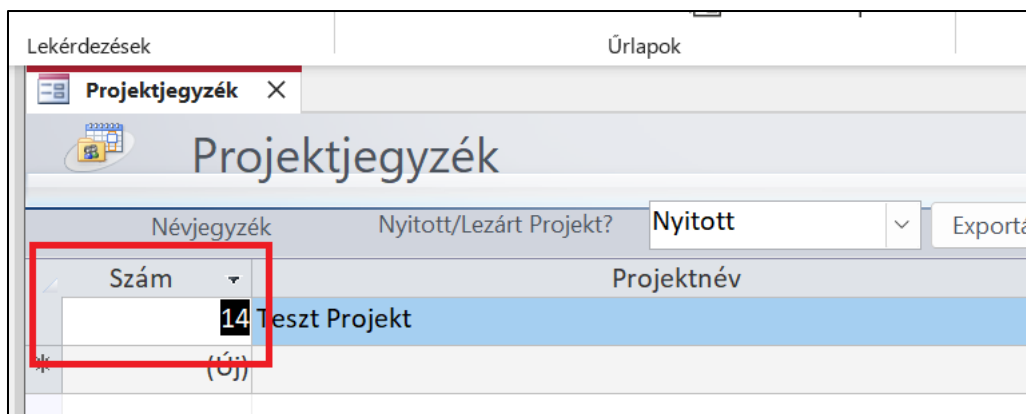 Lekérdezések Űrlapok
Projektjegyzék
Projektjegyzék
Névjegyzék Nyitott/Lezárt Projekt? Nyitott
Szám Projektnév
14 Teszt Projekt
* (Új)